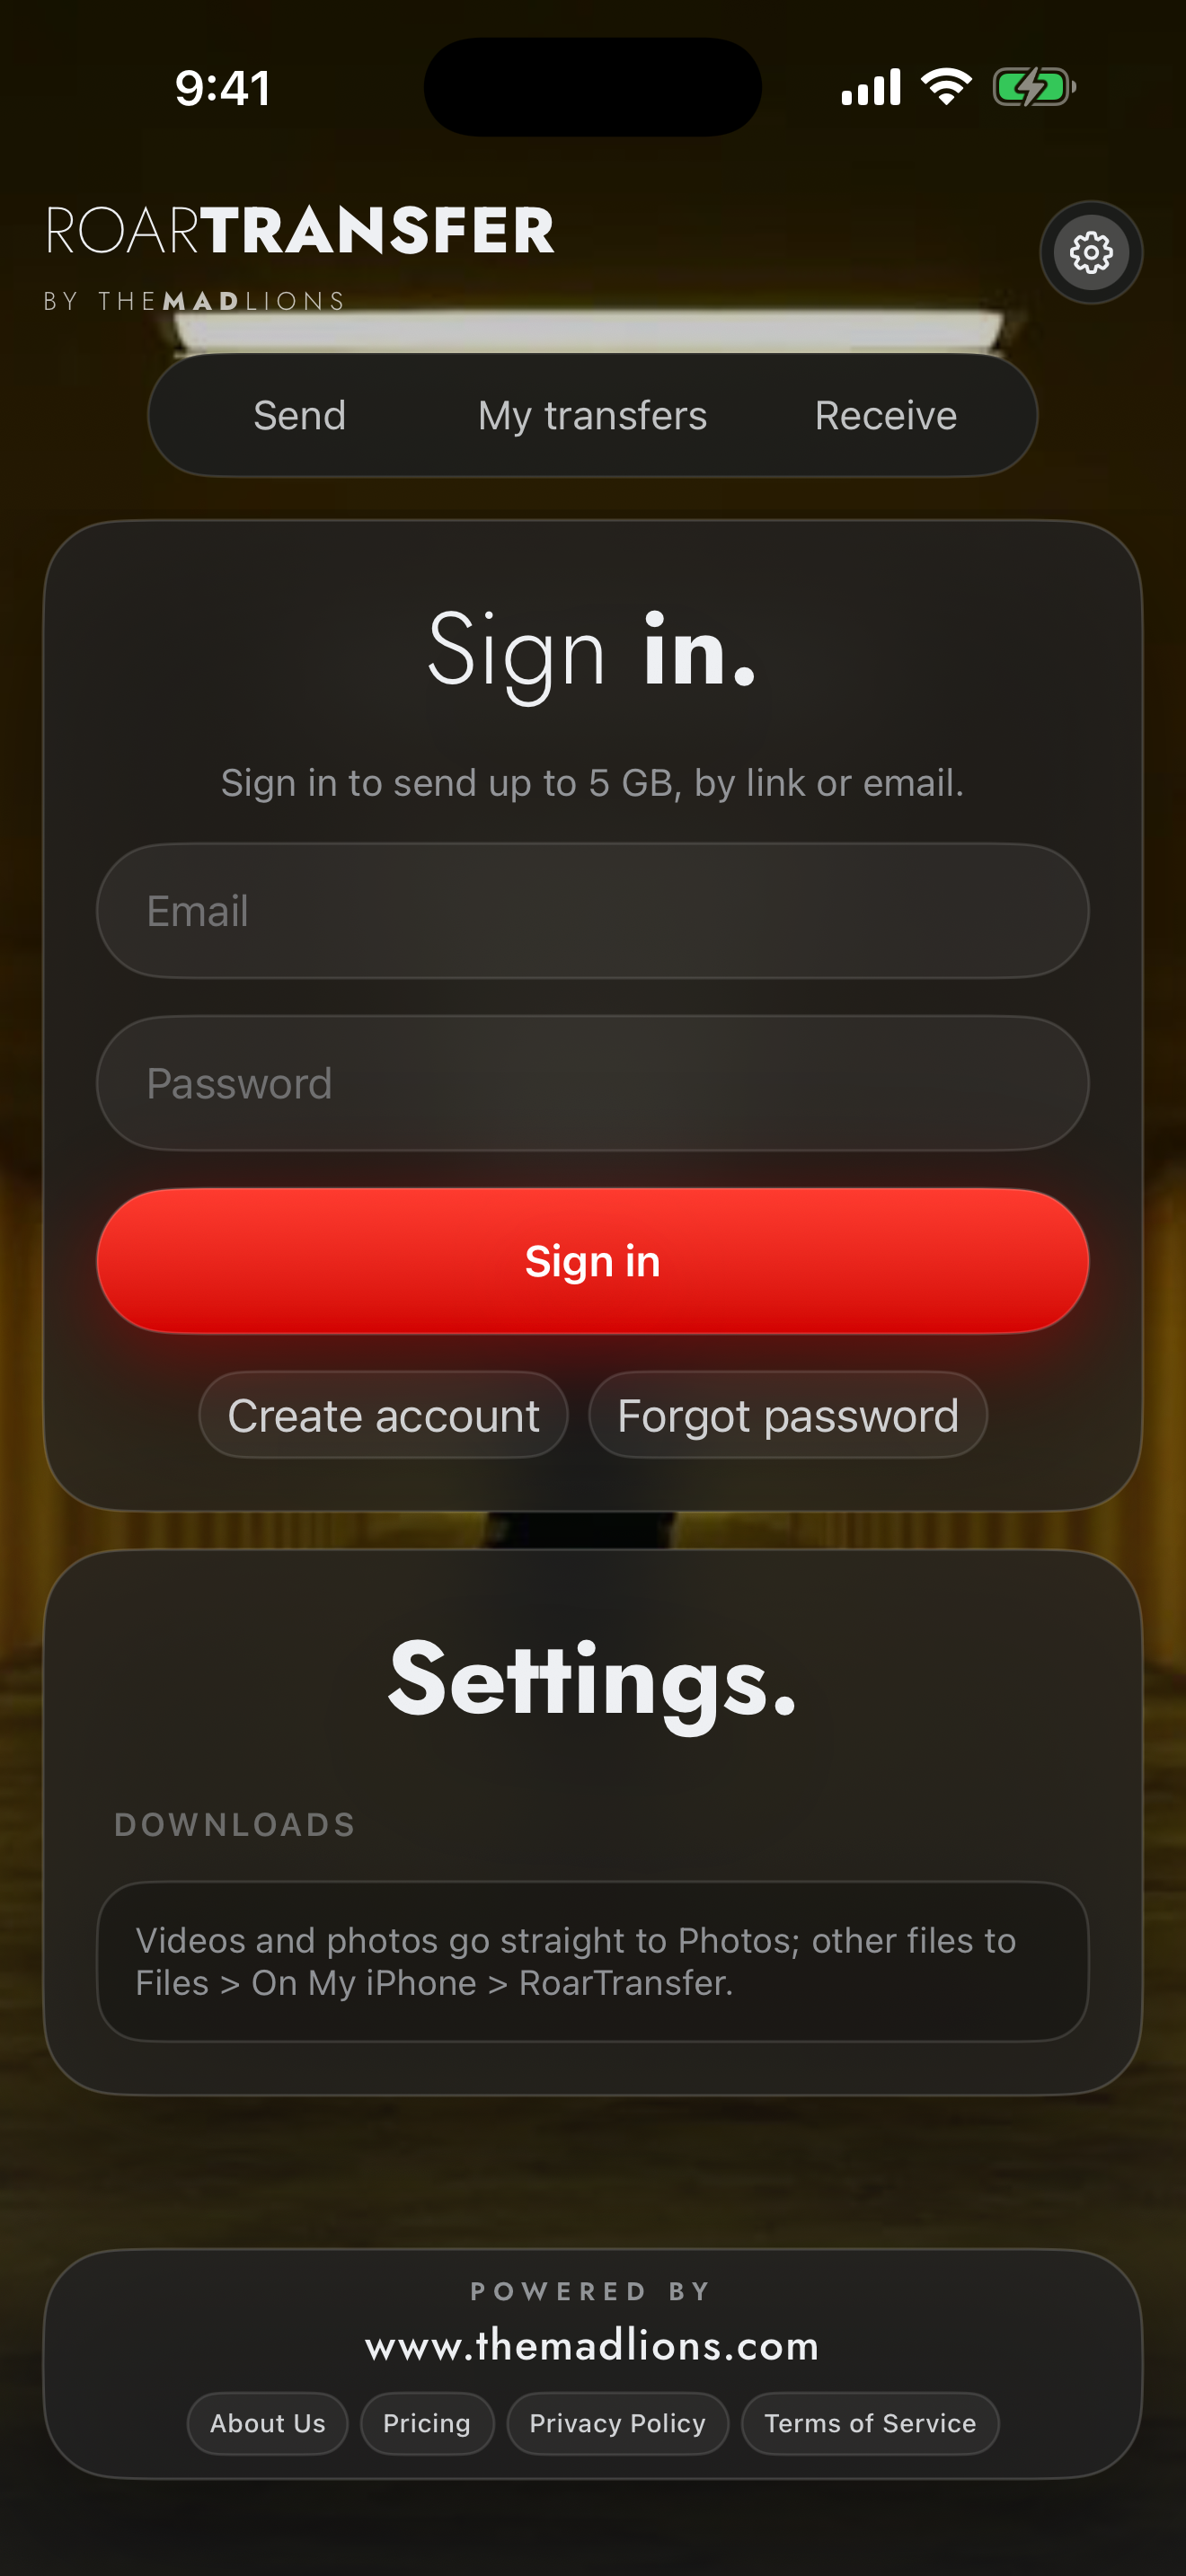 9:41
ROARTRANSFER
BY THEMADLIONS
Send My transfers Receive
Sign in.
Sign in to send up to 5 GB, by link or email.
Email
Password
Sign in
Create account Forgot password
Settings.
DOWNLOADS
Videos and photos go straight to Photos; other files to
Files > On My iPhone > RoarTransfer.
POWERED BY
www.themadlions.com
About Us Pricing Privacy Policy Terms of Service